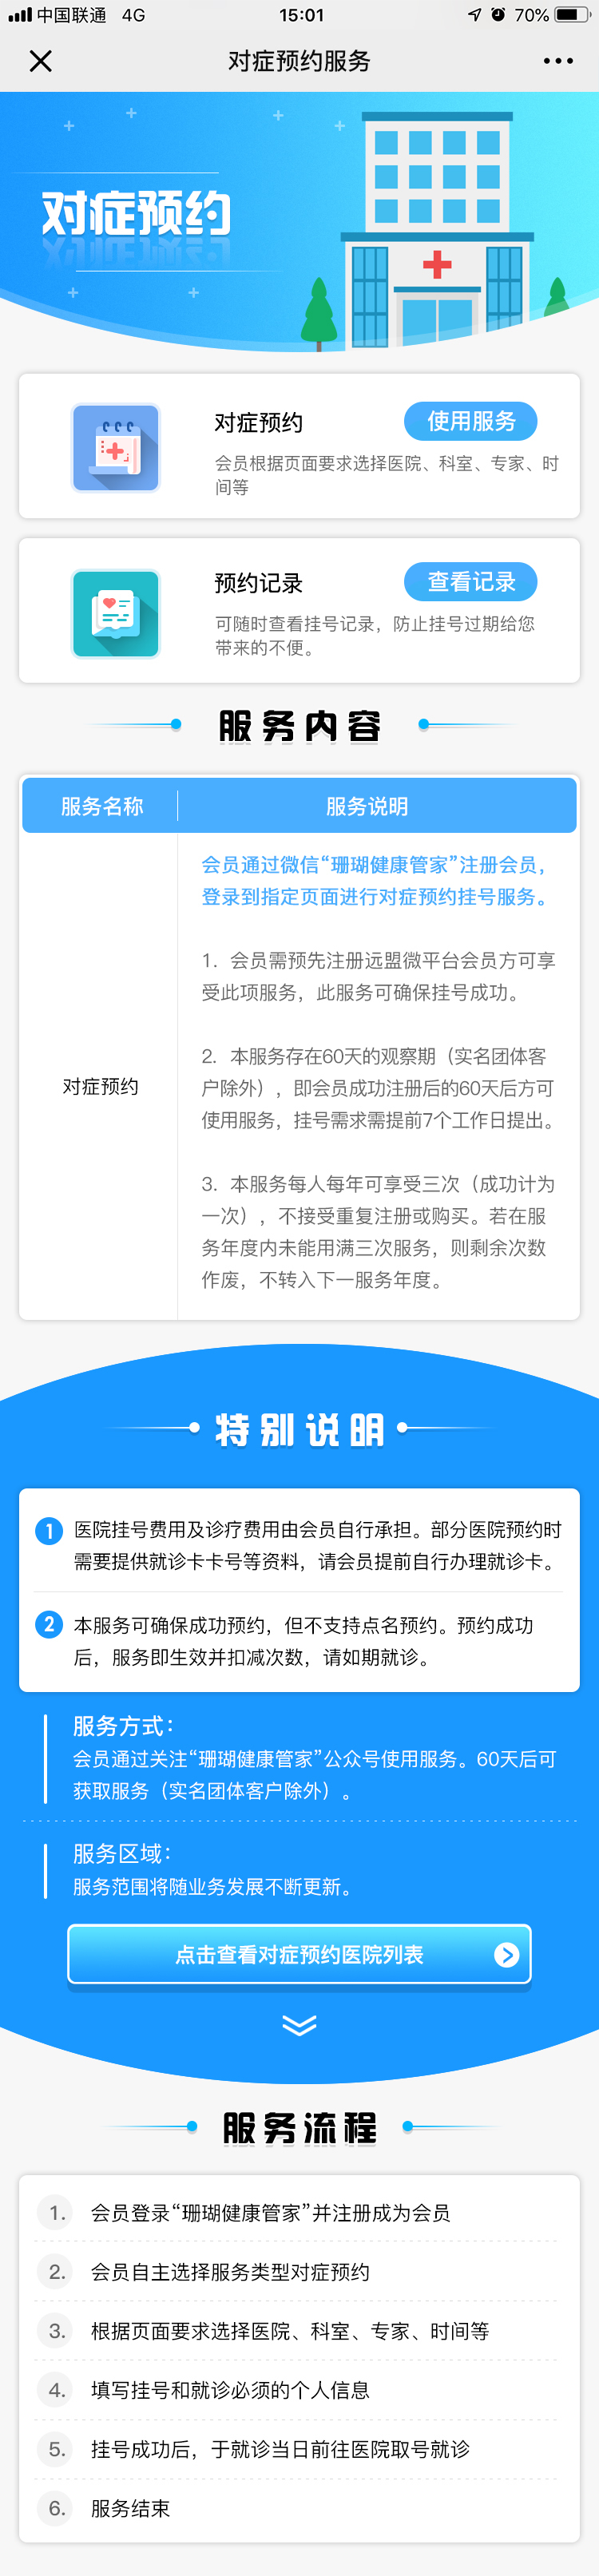 中国联通 4G 15:01 70%
对症预约服务
对症预约
对症预约 使用服务
会员根据页面要求选择医院、科室、专家、时
间等
预约记录 查看记录
可随时查看挂号记录，防止挂号过期给您
带来的不便。
服务内容
服务名称 服务说明
会员通过微信“珊瑚健康管家”注册会员，
登录到指定页面进行对症预约挂号服务。
1. 会员需预先注册远盟微平台会员方可享
受此项服务，此服务可确保挂号成功。
2. 本服务存在60天的观察期（实名团体客
户除外），即会员成功注册后的60天后方可
使用服务，挂号需求需提前7个工作日提出。
对症预约
3. 本服务每人每年可享受三次（成功计为
一次），不接受重复注册或购买。若在服
务年度内未能用满三次服务，则剩余次数
作废，不转入下一服务年度。
特别说明
1 医院挂号费用及诊疗费用由会员自行承担。部分医院预约时
需要提供就诊卡卡号等资料，请会员提前自行办理就诊卡。
2 本服务可确保成功预约，但不支持点名预约。预约成功
后，服务即生效并扣减次数，请如期就诊。
服务方式：
会员通过关注“珊瑚健康管家”公众号使用服务。60天后可
获取服务（实名团体客户除外）。
服务区域：
服务范围将随业务发展不断更新。
点击查看对症预约医院列表
服务流程
1. 会员登录“珊瑚健康管家”并注册成为会员
2. 会员自主选择服务类型对症预约
3. 根据页面要求选择医院、科室、专家、时间等
4. 填写挂号和就诊必须的个人信息
5. 挂号成功后，于就诊当日前往医院取号就诊
6. 服务结束